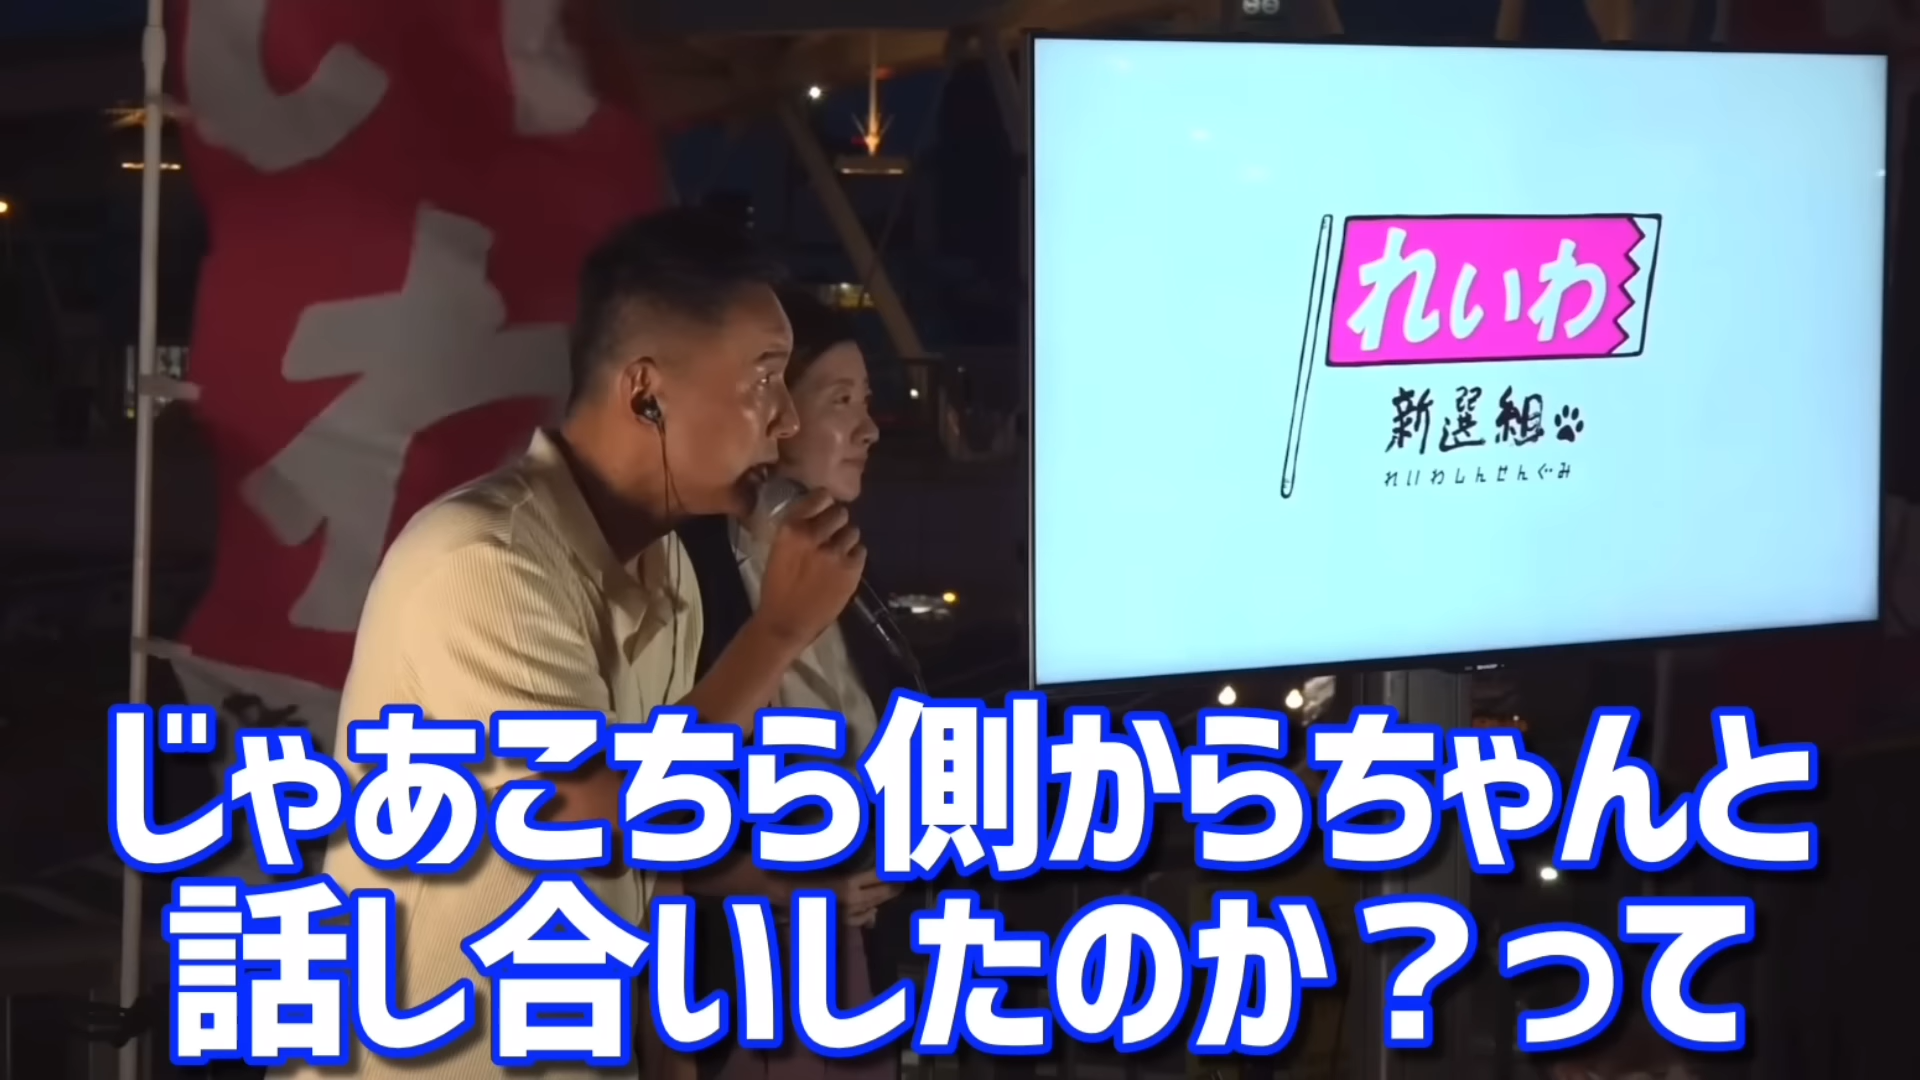 れいわ
新選組
れいわしんせんぐみ
じゃあこちら側からちゃんと
話し合いしたのか？って